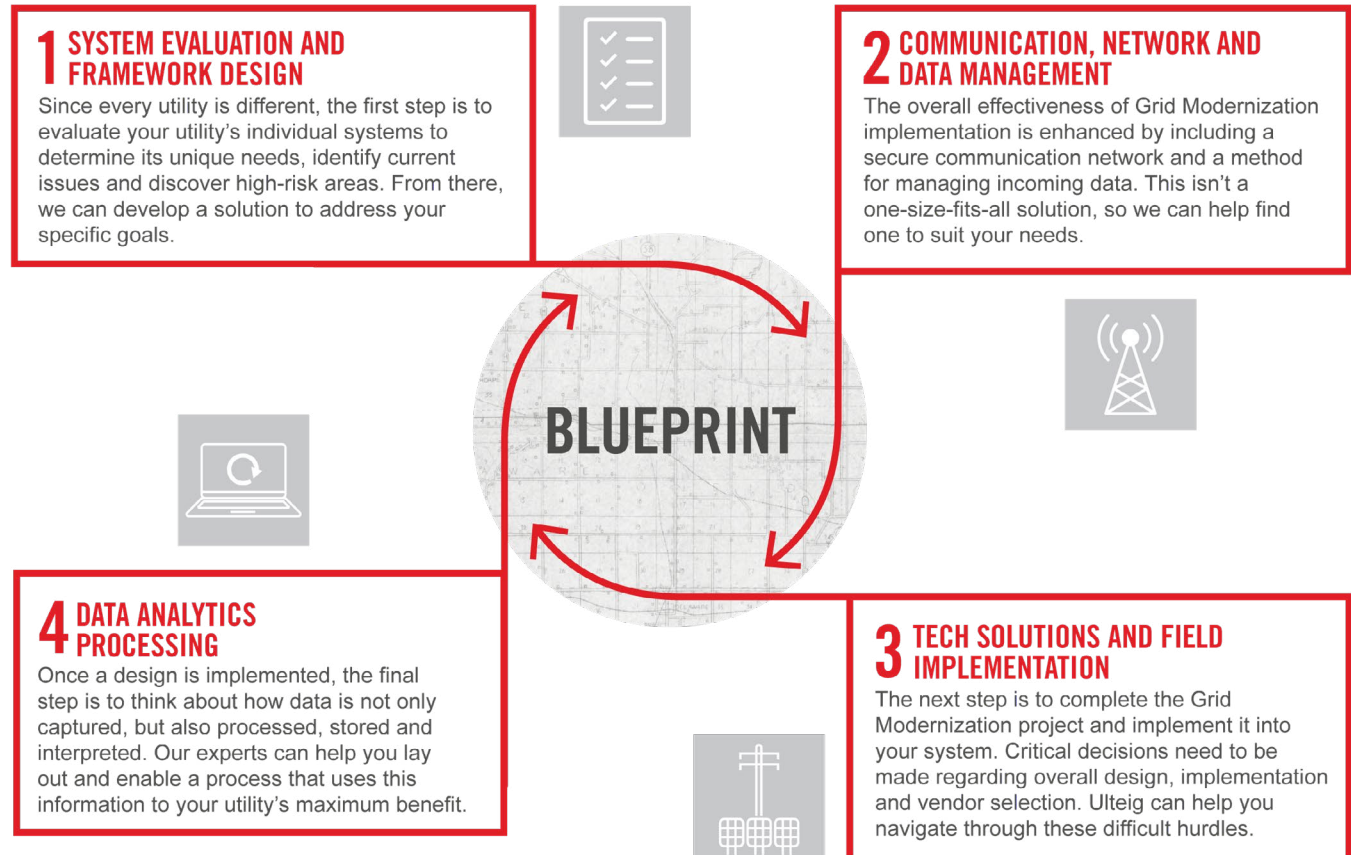 1 SYSTEM EVALUATION AND
FRAMEWORK DESIGN
Since every utility is different, the first step is to
evaluate your utility’s individual systems to
determine its unique needs, identify current
issues and discover high-risk areas. From there,
we can develop a solution to address your
specific goals.
2 COMMUNICATION, NETWORK AND
DATA MANAGEMENT
The overall effectiveness of Grid Modernization
implementation is enhanced by including a
secure communication network and a method
for managing incoming data. This isn’t a
one-size-fits-all solution, so we can help find
one to suit your needs.
BLUEPRINT
3 TECH SOLUTIONS AND FIELD
IMPLEMENTATION
The next step is to complete the Grid
Modernization project and implement it into
your system. Critical decisions need to be
made regarding overall design, implementation
and vendor selection. Ulteig can help you
navigate through these difficult hurdles.
4 DATA ANALYTICS
PROCESSING
Once a design is implemented, the final
step is to think about how data is not only
captured, but also processed, stored and
interpreted. Our experts can help you lay
out and enable a process that uses this
information to your utility’s maximum benefit.